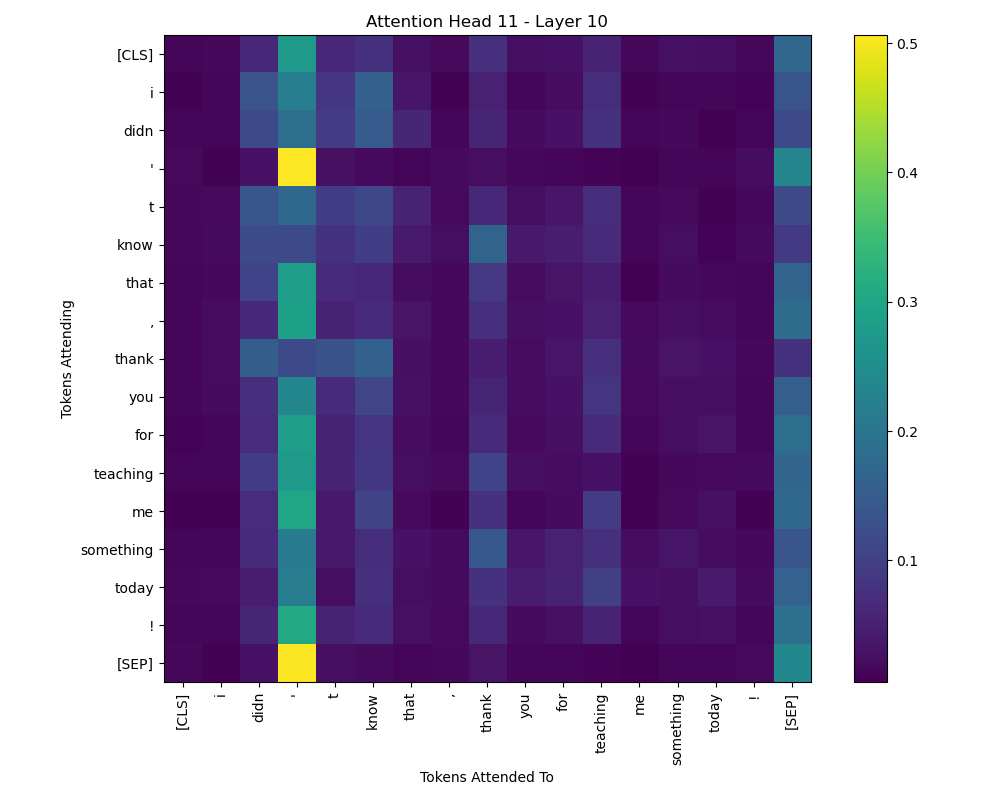 Attention Head 11 - Layer 10
Tokens Attending
[CLS]
i
didn
'
t
know
that
,
thank
you
for
teaching
me
something
today
!
[SEP]
[CLS]
i
didn
'
t
know
that
,
thank
you
for
teaching
me
something
today
!
[SEP]
Tokens Attended To
0.5
0.4
0.3
0.2
0.1